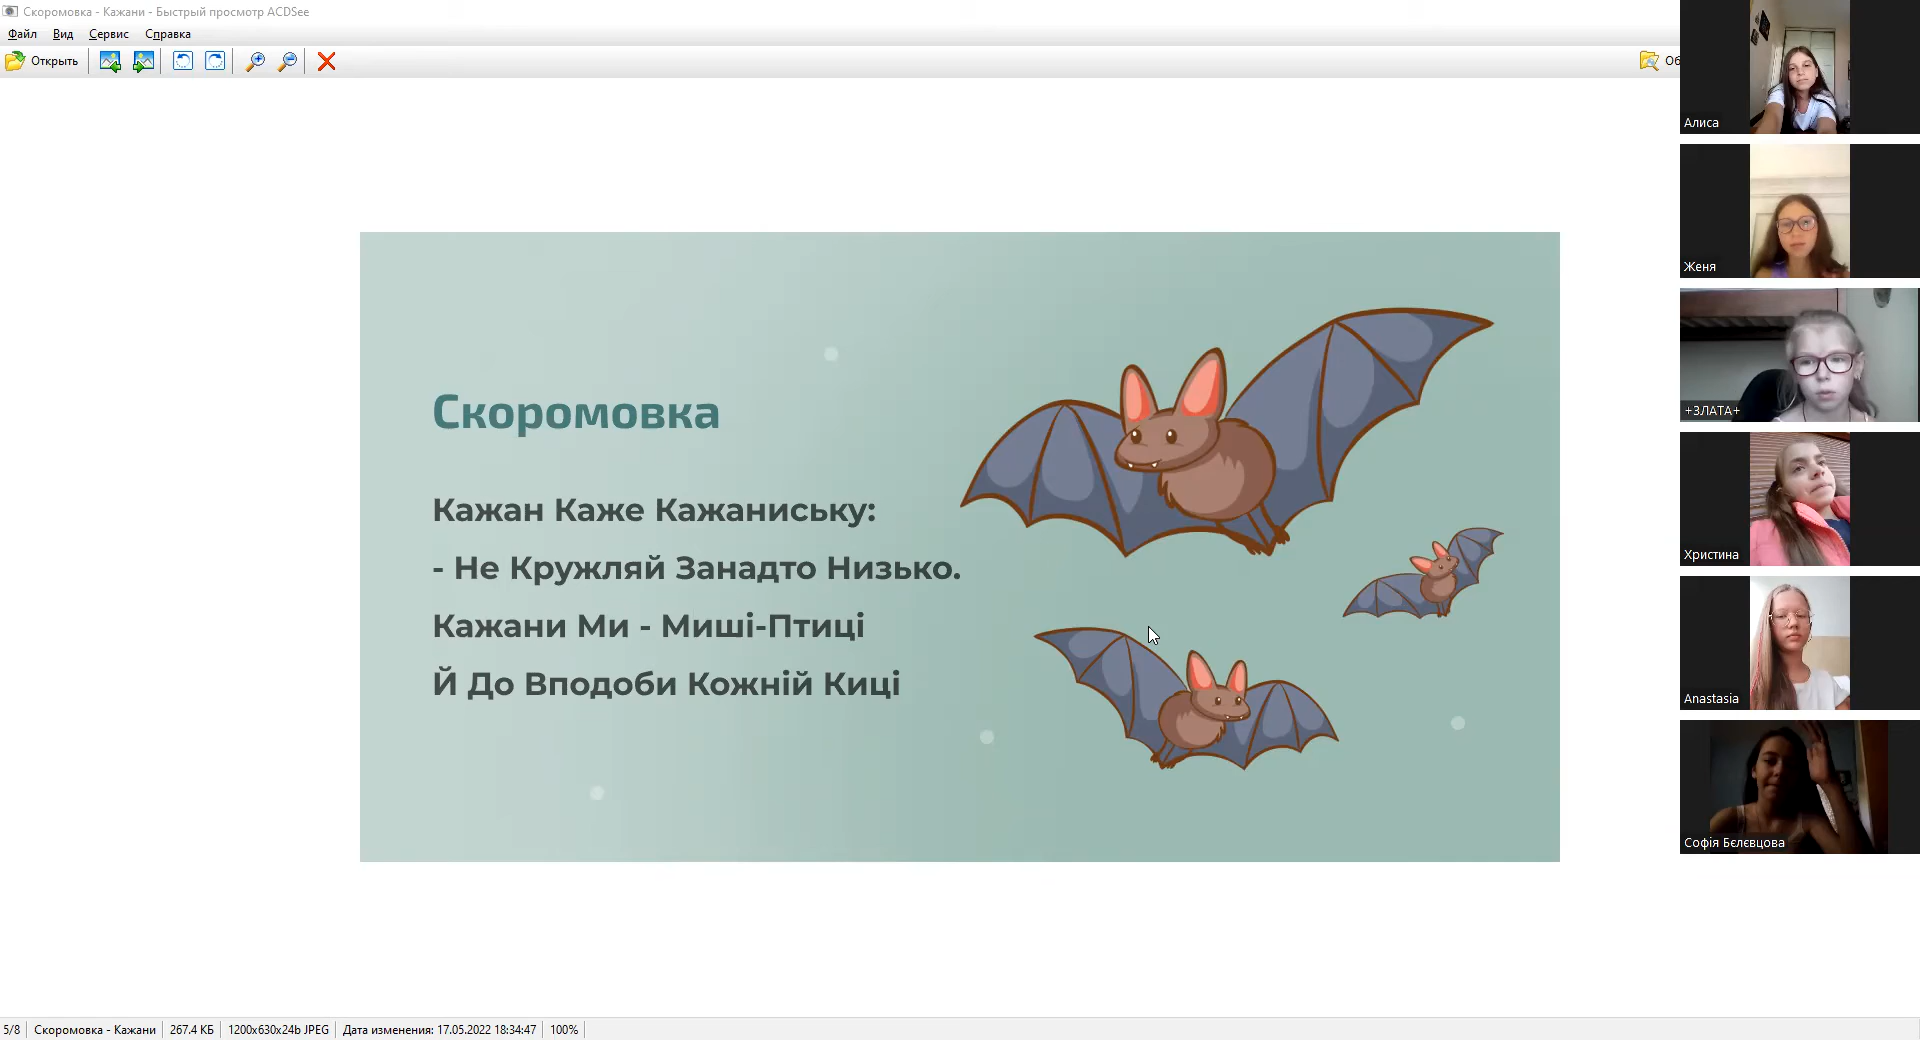 Скоромовка - Кажани - Быстрый просмотр ACDSee
Файл Вид Сервис Справка
Открыть
Об
Скоромовка
Кажан Каже Кажаниську:
- Не Кружляй Занадто Низько.
Кажани Ми - Миші-Птиці
Й До Вподоби Кожній Киці
Алиса
Женя
+ЗЛАТА+
Христина
Anastasia
Софія Бєлєвцова
5/8 Скоромовка - Кажани 267.4 КБ 1200x630x24b JPEG Дата изменения: 17.05.2022 18:34:47 100%